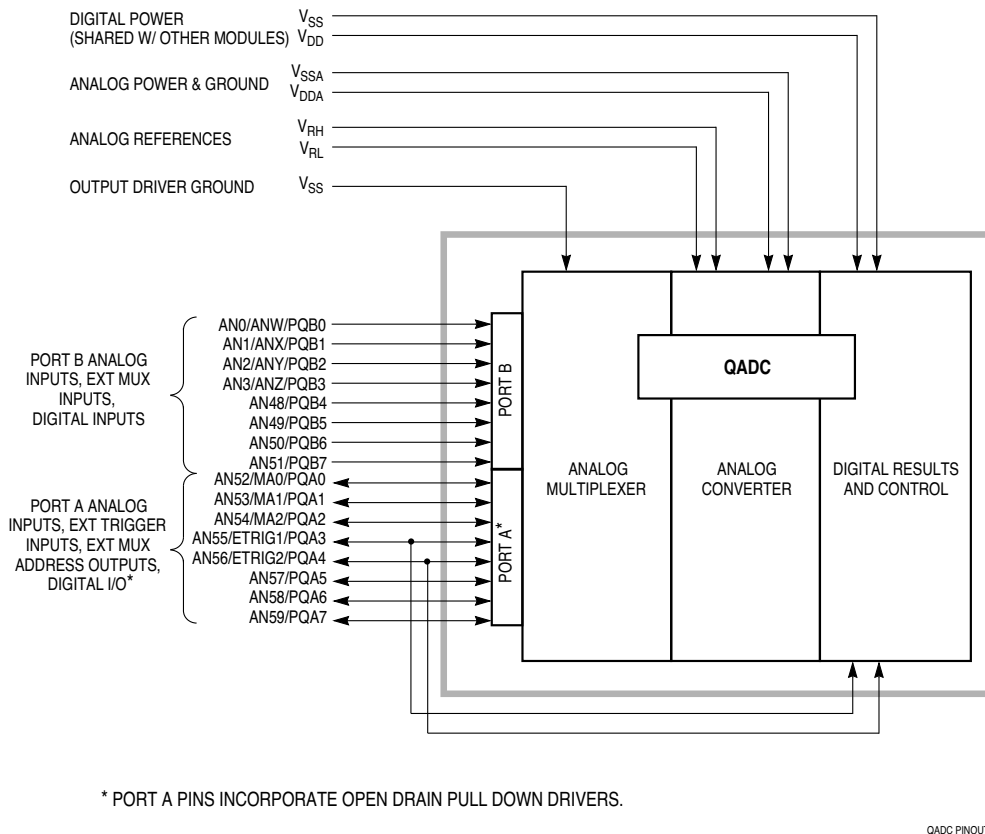 DIGITAL POWER
(SHARED W/ OTHER MODULES)
VSS
VDD
ANALOG POWER & GROUND
VSSA
VDDA
ANALOG REFERENCES
VRH
VRL
OUTPUT DRIVER GROUND
VSS
PORT B ANALOG
INPUTS, EXT MUX
INPUTS,
DIGITAL INPUTS
AN0/ANW/PQB0
AN1/ANX/PQB1
AN2/ANY/PQB2
AN3/ANZ/PQB3
AN48/PQB4
AN49/PQB5
AN50/PQB6
AN51/PQB7
PORT A ANALOG
INPUTS, EXT TRIGGER
INPUTS, EXT MUX
ADDRESS OUTPUTS,
DIGITAL I/O*
AN52/MA0/PQA0
AN53/MA1/PQA1
AN54/MA2/PQA2
AN55/ETRIG1/PQA3
AN56/ETRIG2/PQA4
AN57/PQA5
AN58/PQA6
AN59/PQA7
PORT B
PORT A*
QADC
ANALOG
MULTIPLEXER
ANALOG
CONVERTER
DIGITAL RESULTS
AND CONTROL
* PORT A PINS INCORPORATE OPEN DRAIN PULL DOWN DRIVERS.
QADC PINOUT